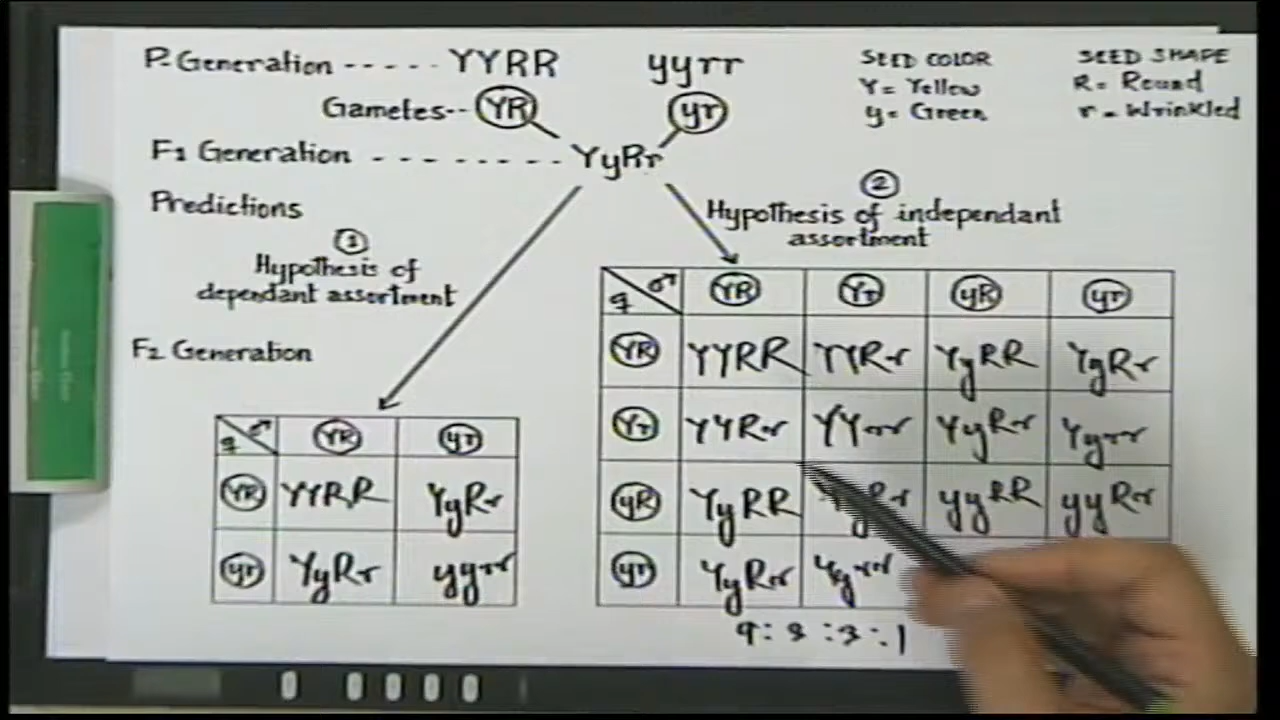 P-Generation ----- YYRR yyrr
Gametes-- YR yr
F1 Generation -------- YyRr
SEED COLOR
Y = Yellow
y = Green
SEED SHAPE
R = Round
r = Wrinkled
Predictions
1
Hypothesis of
dependant assortment
2
Hypothesis of independant
assortment
F2 Generation
♀ ♂ YR yr
YR YYRR YyRr
yr YyRr yyrr
♀ ♂ YR Yr yR yr
YR YYRR YYRr YyRR YyRr
Yr YYRr YYrr YyRr Yyrr
yR YyRR yyRR yyRr
yr YyRr Yyrr
9:3:3:1